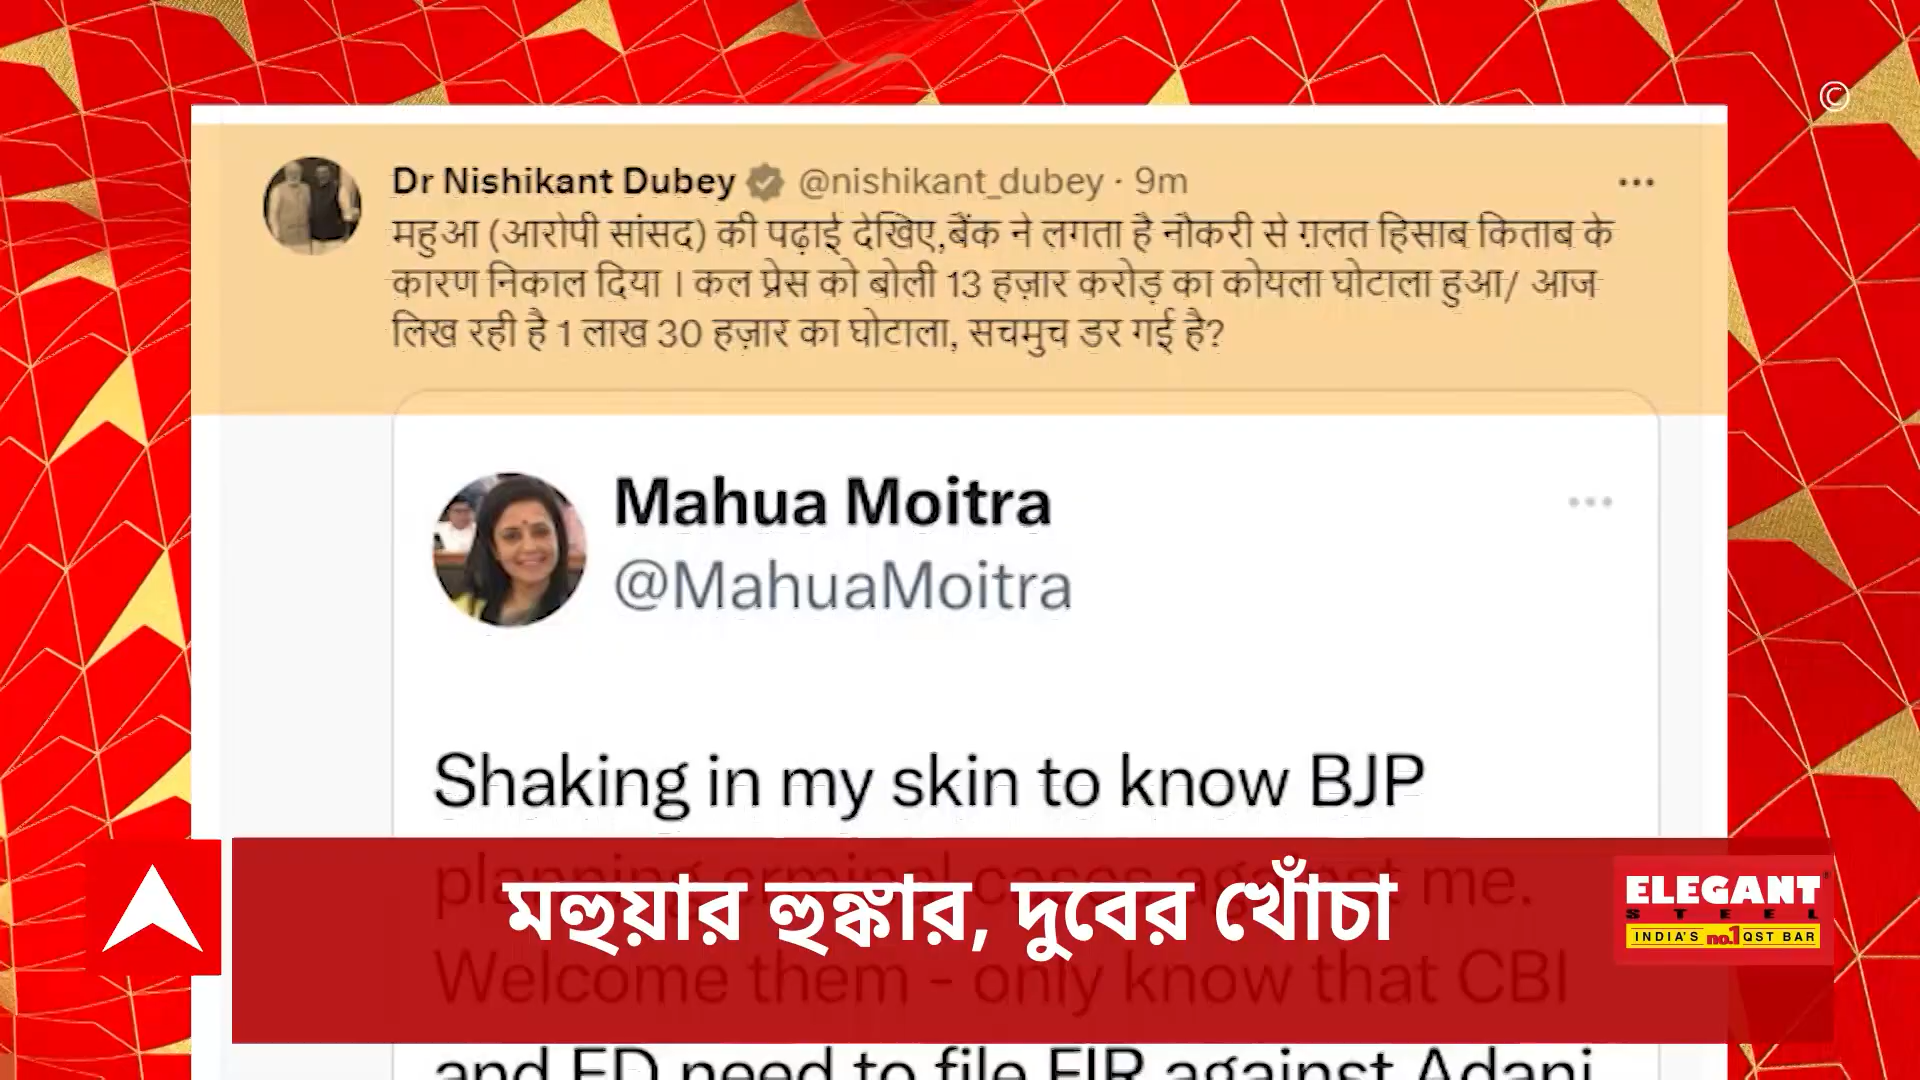 ©
Dr Nishikant Dubey @nishikant_dubey · 9m
महुआ (आरोपी सांसद) की पढ़ाई देखिए,बैंक ने लगता है नौकरी से ग़लत हिसाब किताब के
कारण निकाल दिया । कल प्रेस को बोली 13 हज़ार करोड़ का कोयला घोटाला हुआ/ आज
लिख रही है 1 लाख 30 हज़ार का घोटाला, सचमुच डर गई है?
Mahua Moitra
@MahuaMoitra
Shaking in my skin to know BJP
planning crminal cases against me.
Welcome them - only know that CBI
and ED need to file FIR against Adani
মহুয়ার হুঙ্কার, দুবের খোঁচা
ELEGANT
STEEL
INDIA'S no.1 QST BAR